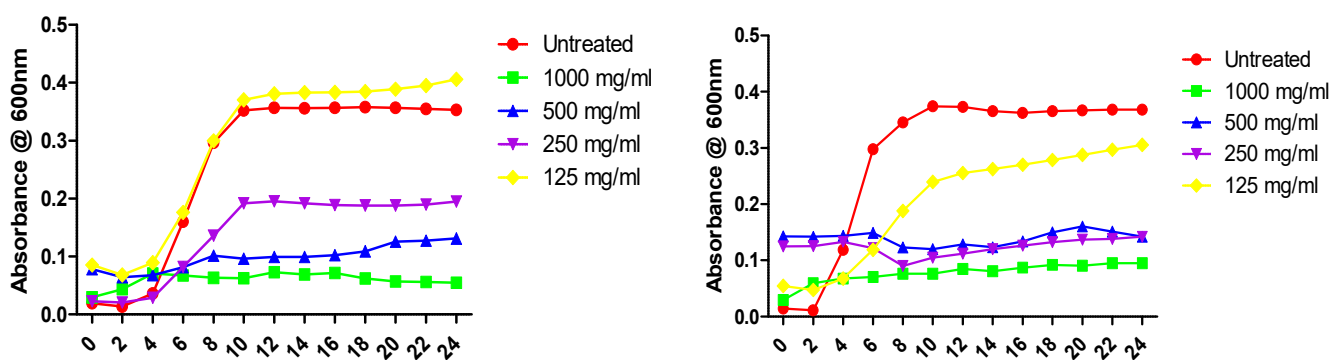 0.5
0.4
0.3
0.2
0.1
0.0
Absorbance @ 600nm
0 2 4 6 8 10 12 14 16 18 20 22 24
Untreated
1000 mg/ml
500 mg/ml
250 mg/ml
125 mg/ml
0.5
0.4
0.3
0.2
0.1
0.0
Absorbance @ 600nm
0 2 4 6 8 10 12 14 16 18 20 22 24
Untreated
1000 mg/ml
500 mg/ml
250 mg/ml
125 mg/ml